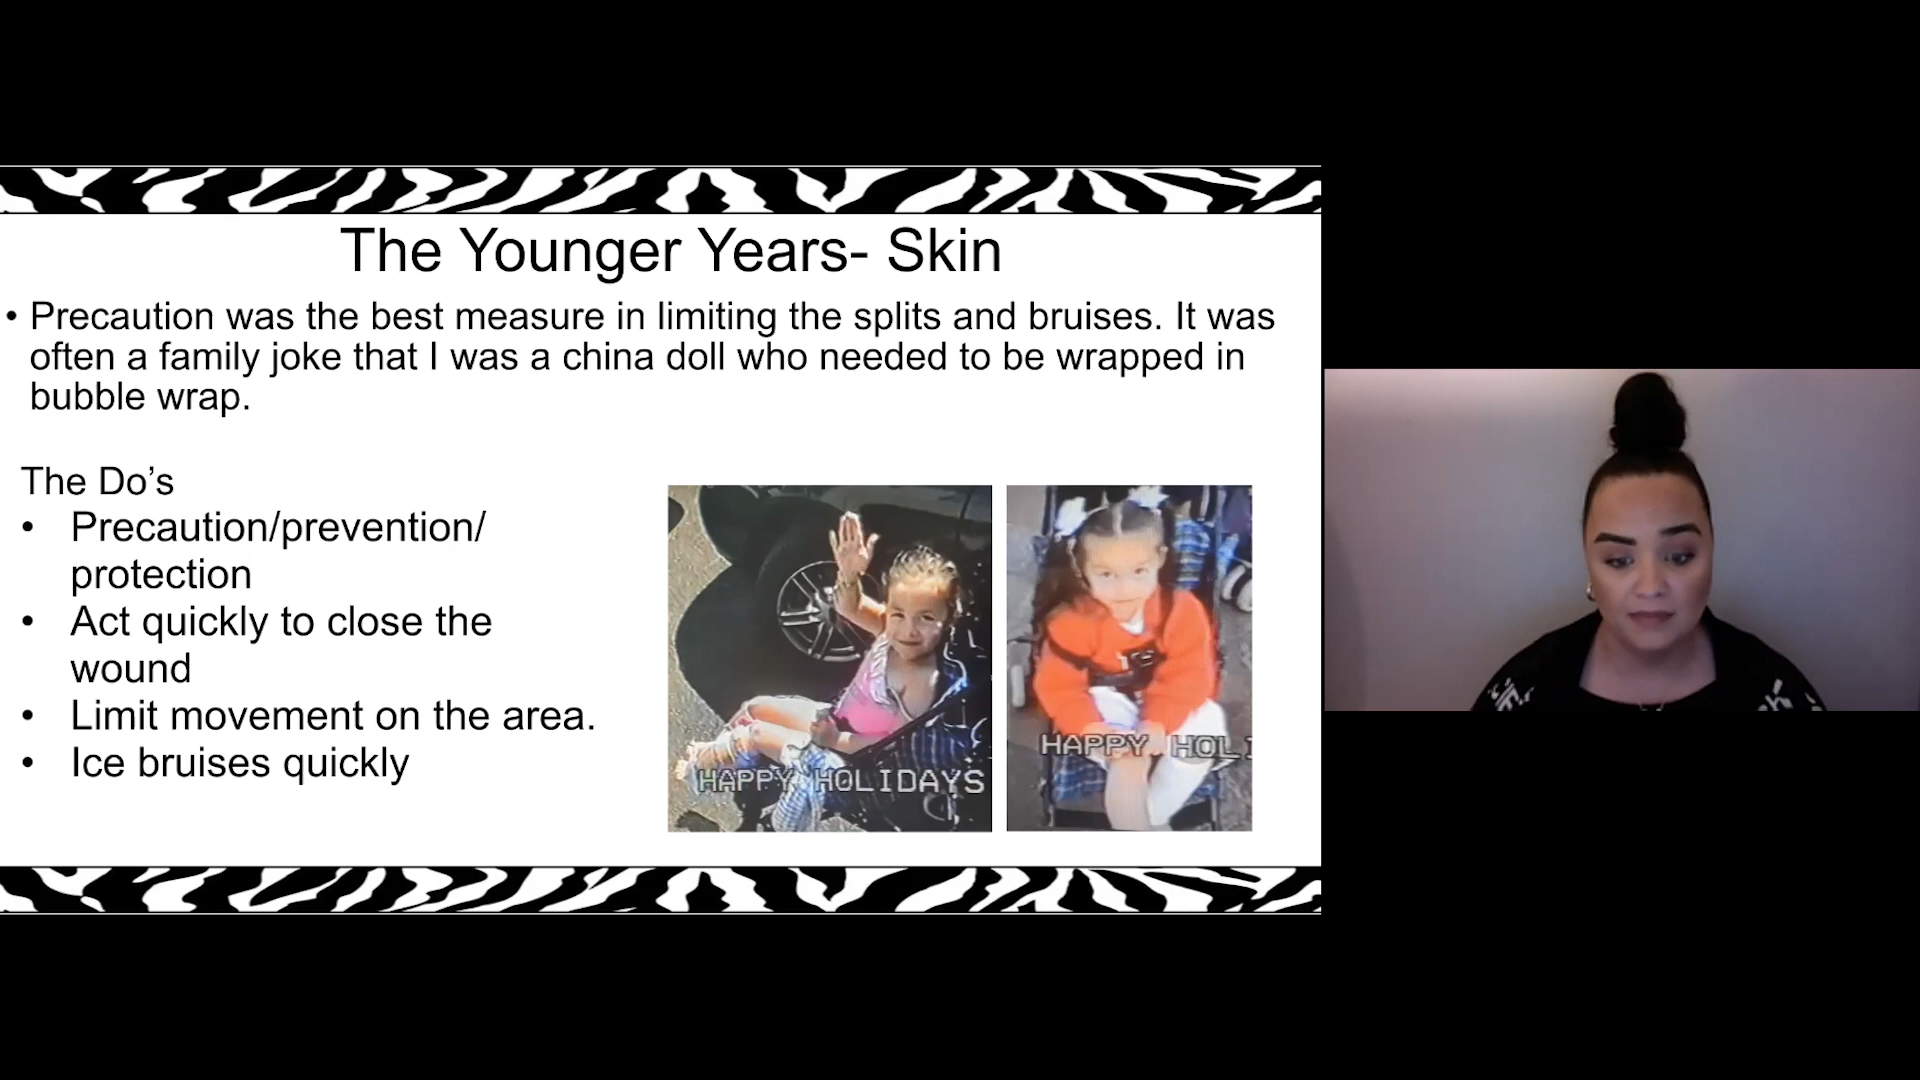 The Younger Years- Skin
• Precaution was the best measure in limiting the splits and bruises. It was
often a family joke that I was a china doll who needed to be wrapped in
bubble wrap.
The Do’s
• Precaution/prevention/
protection
• Act quickly to close the
wound
• Limit movement on the area.
• Ice bruises quickly
HAPPY HOLIDAYS
HAPPY HOLI